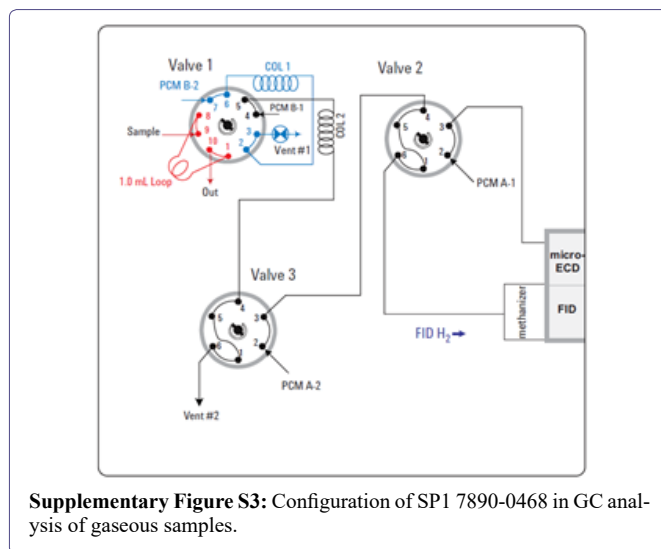 Valve 1
COL 1
Valve 2
PCM B-2
7
6
5
4
PCM B-1
8
9
10
1
2
3
Sample
Vent #1
COL 2
1.0 mL Loop
Out
5
4
3
6
1
2
PCM A-1
micro-
ECD
methanizer
FID
FID H₂
Valve 3
5
4
3
6
1
2
PCM A-2
Vent #2
Supplementary Figure S3: Configuration of SP1 7890-0468 in GC anal-
ysis of gaseous samples.